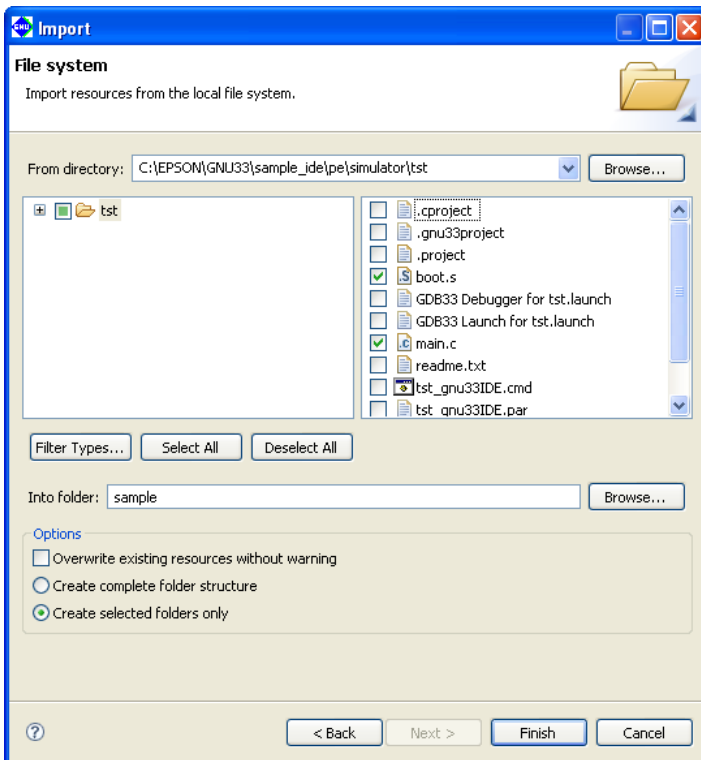 GNU Import
File system
Import resources from the local file system.
From directory: C:\EPSON\GNU33\sample_ide\pe\simulator\tst Browse...
tst
.cproject
.gnu33project
.project
.S boot.s
GDB33 Debugger for tst.launch
GDB33 Launch for tst.launch
.c main.c
readme.txt
tst_gnu33IDE.cmd
tst_gnu33IDE.par
Filter Types... Select All Deselect All
Into folder: sample Browse...
Options
Overwrite existing resources without warning
Create complete folder structure
Create selected folders only
? < Back Next > Finish Cancel